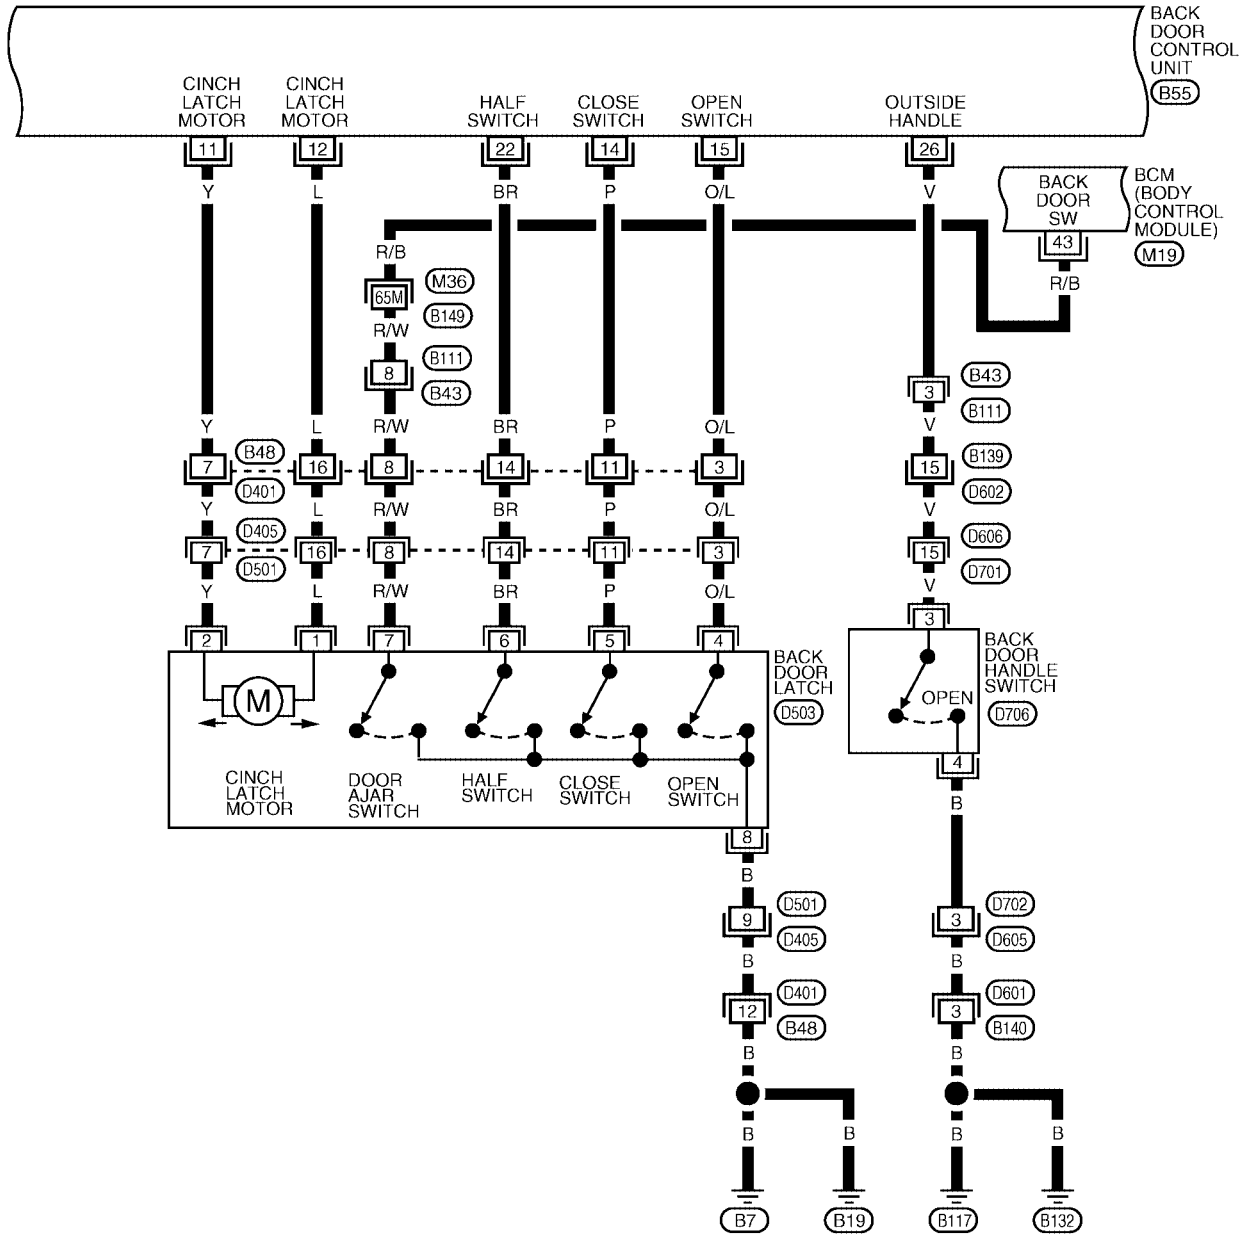 BACK
DOOR
CONTROL
UNIT
B55
CINCH
LATCH
MOTOR
CINCH
LATCH
MOTOR
HALF
SWITCH
CLOSE
SWITCH
OPEN
SWITCH
OUTSIDE
HANDLE
11 12 22 14 15 26
Y L BR P O/L V
BACK
DOOR
SW
BCM
(BODY
CONTROL
MODULE)
M19
43
R/B
R/B
65M
M36
B149
R/W
8
B111
B43
3
B43
B111
Y L R/W BR P O/L V
B48
7 16 8 14 11 3
D401
15
B139
D602
Y L R/W BR P O/L V
D405
7 16 8 14 11 3
D501
15
D606
D701
Y L R/W BR P O/L V
2 1 7 6 5 4
3
BACK
DOOR
LATCH
D503
M
BACK
DOOR
HANDLE
SWITCH
D706
OPEN
CINCH
LATCH
MOTOR
DOOR
AJAR
SWITCH
HALF
SWITCH
CLOSE
SWITCH
OPEN
SWITCH
4
B
8
B
9
D501
D405
3
D702
D605
B B
12
D401
B48
3
D601
B140
B B
B B B B
B7 B19 B117 B132